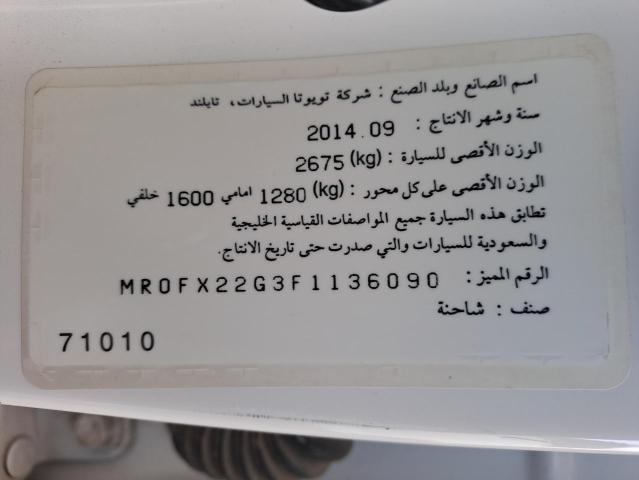 اسم الصانع وبلد الصنع : شركة تويوتا السيارات، تايلند
سنة وشهر الانتاج : 2014.09
الوزن الأقصى للسيارة : (kg) 2675
الوزن الأقصى على كل محور : (kg) 1280 امامي 1600 خلفي
تطابق هذه السيارة جميع المواصفات القياسية الخليجية
والسعودية للسيارات والتي صدرت حتى تاريخ الانتاج.
الرقم المميز : MR0FX22G3F1136090
صنف : شاحنة
71010